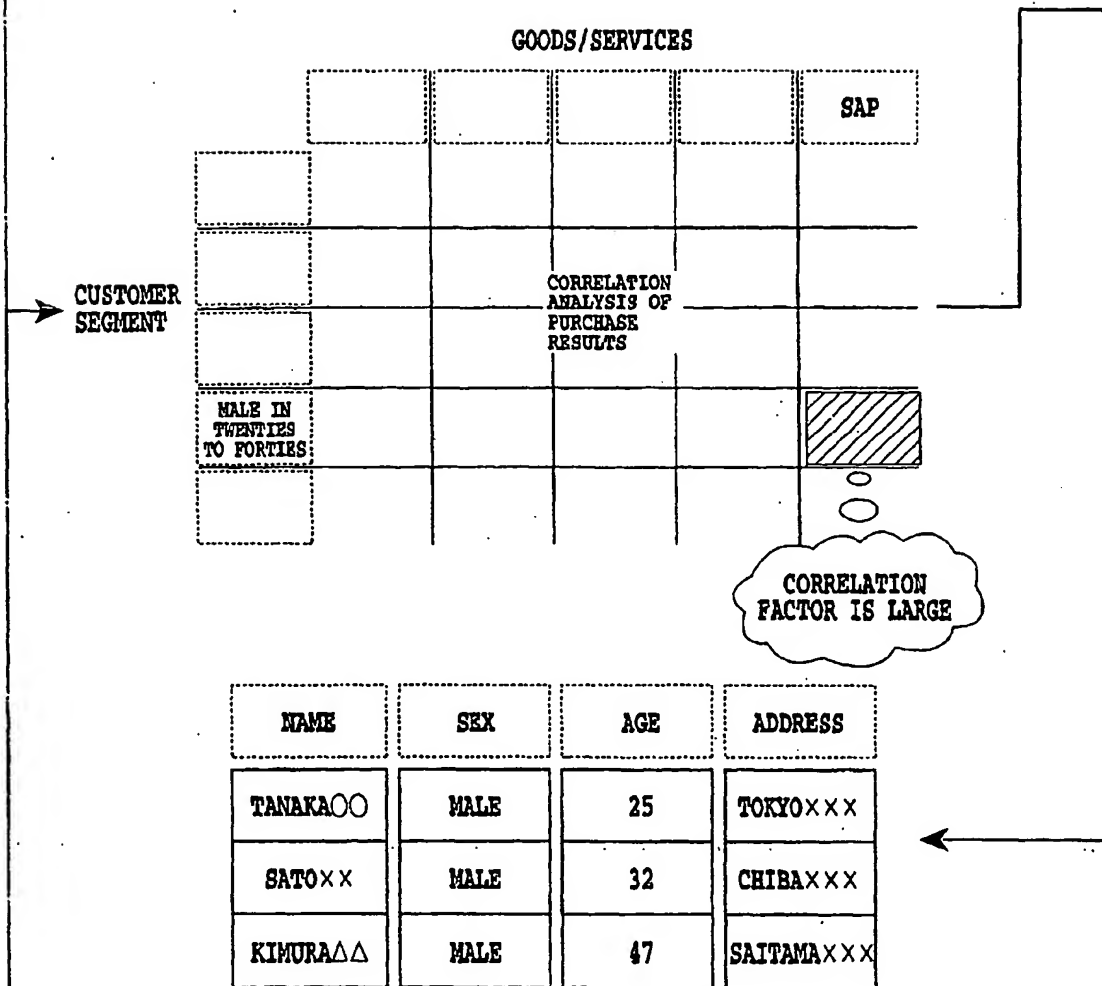 GOODS/SERVICES
SAP
CUSTOMER
SEGMENT
CORRELATION
ANALYSIS OF
PURCHASE
RESULTS
MALE IN
TWENTIES
TO FORTIES
CORRELATION
FACTOR IS LARGE
NAME SEX AGE ADDRESS
TANAKA○○ MALE 25 TOKYO×××
SATO×× MALE 32 CHIBA×××
KIMURA△△ MALE 47 SAITAMA×××